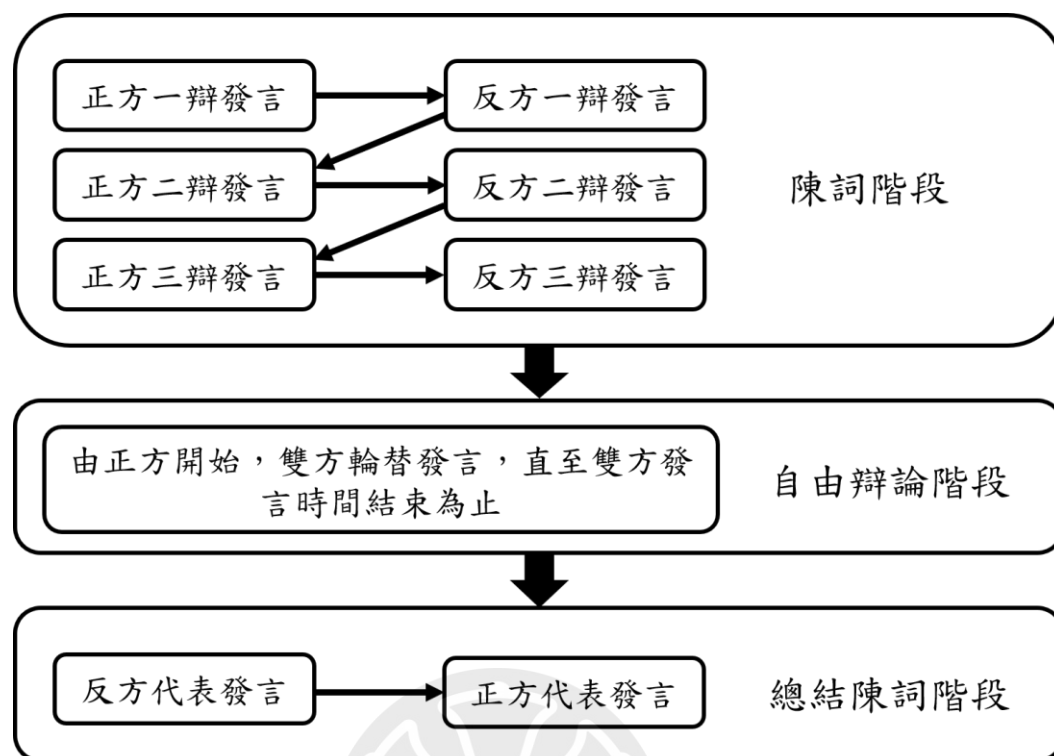 正方一辯發言
反方一辯發言
正方二辯發言
反方二辯發言
陳詞階段
正方三辯發言
反方三辯發言
由正方開始，雙方輪替發言，直至雙方發
言時間結束為止
自由辯論階段
反方代表發言
正方代表發言
總結陳詞階段